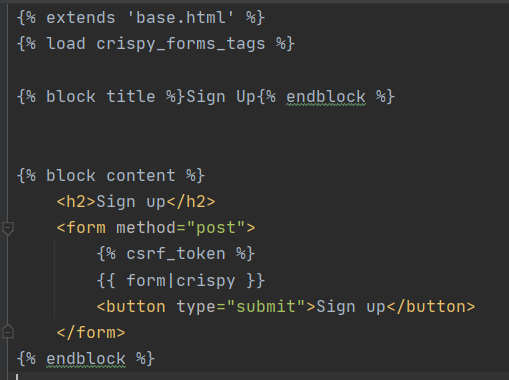 {% extends 'base.html' %}
{% load crispy_forms_tags %}
{% block title %}Sign Up{% endblock %}
{% block content %}
<h2>Sign up</h2>
<form method="post">
{% csrf_token %}
{{ form|crispy }}
<button type="submit">Sign up</button>
</form>
{% endblock %}